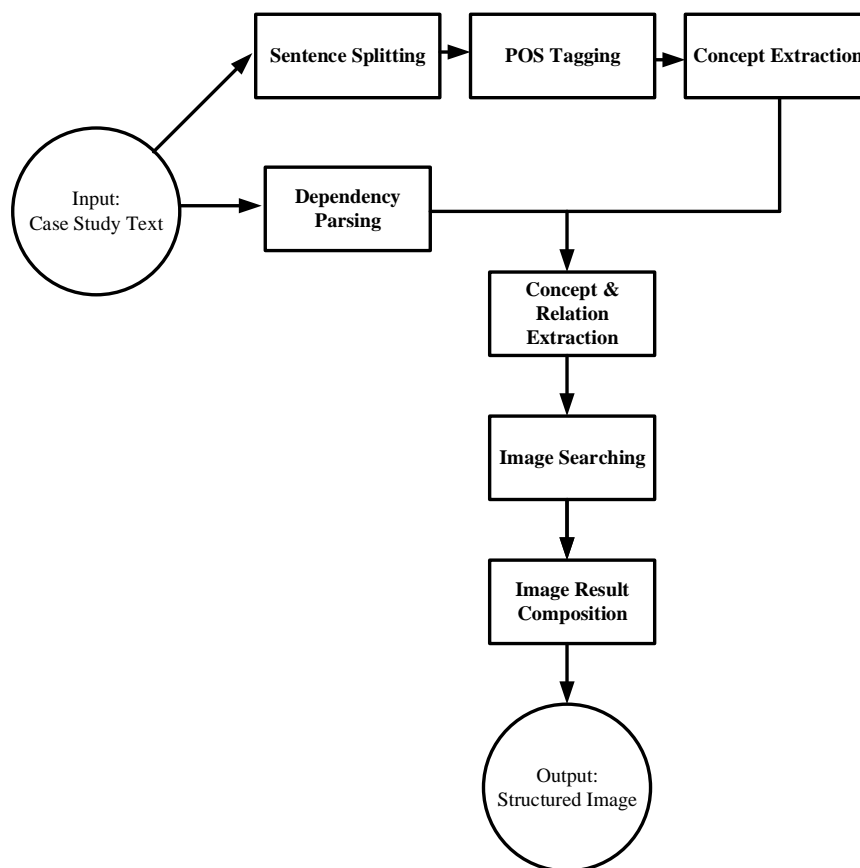 Sentence Splitting
POS Tagging
Concept Extraction
Input:
Case Study Text
Dependency
Parsing
Concept &
Relation
Extraction
Image Searching
Image Result
Composition
Output:
Structured Image